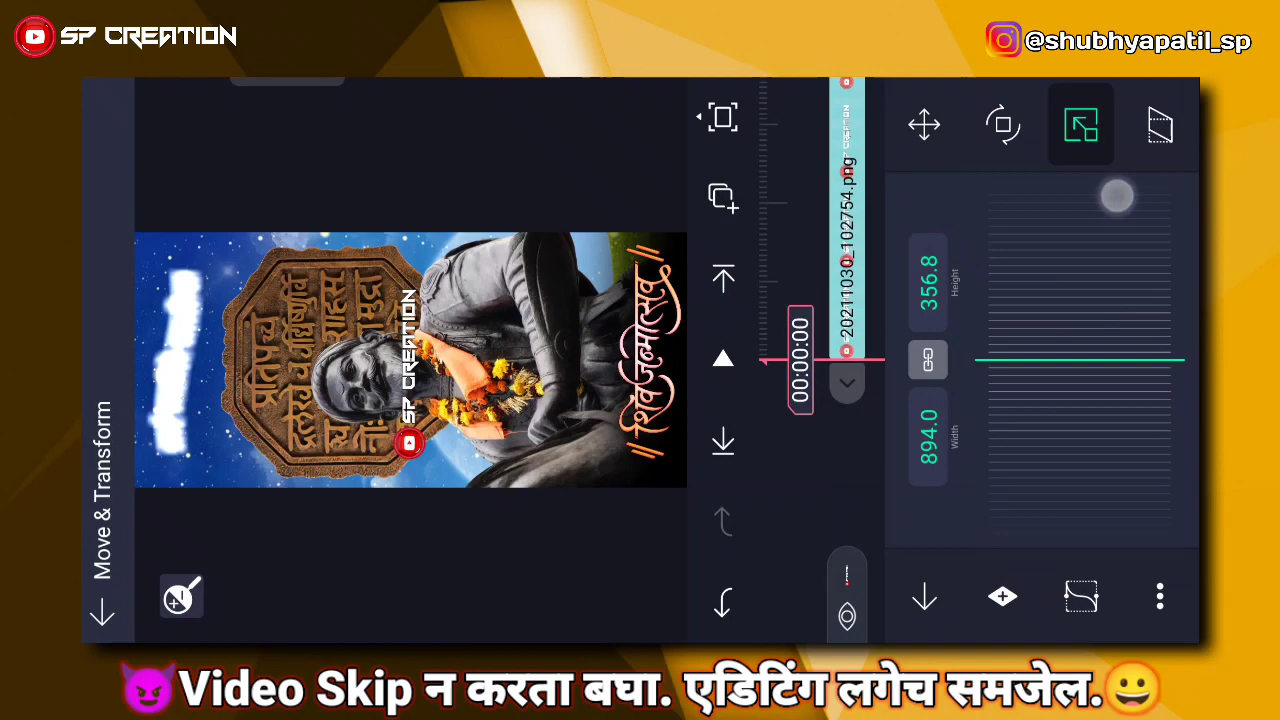 SP CREATION
@shubhyapatil_sp
Move & Transform
SP CREATION
॥ शिवजन्मोत्सव ॥
00:00:00
20211030_102754.png
894.0
Width
356.8
Height
😈Video Skip न करता बघा. एडिटिंग लगेच समजेल.😀